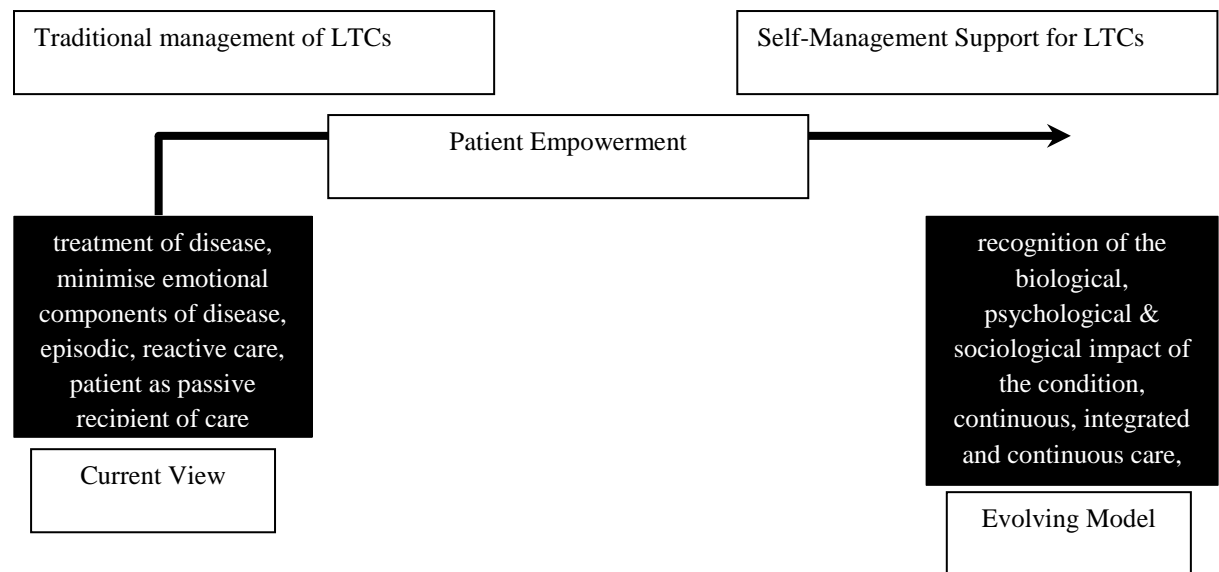 Traditional management of LTCs
Self-Management Support for LTCs
Patient Empowerment
treatment of disease,
minimise emotional
components of disease,
episodic, reactive care,
patient as passive
recipient of care
Current View
recognition of the
biological,
psychological &
sociological impact of
the condition,
continuous, integrated
and continuous care,
Evolving Model